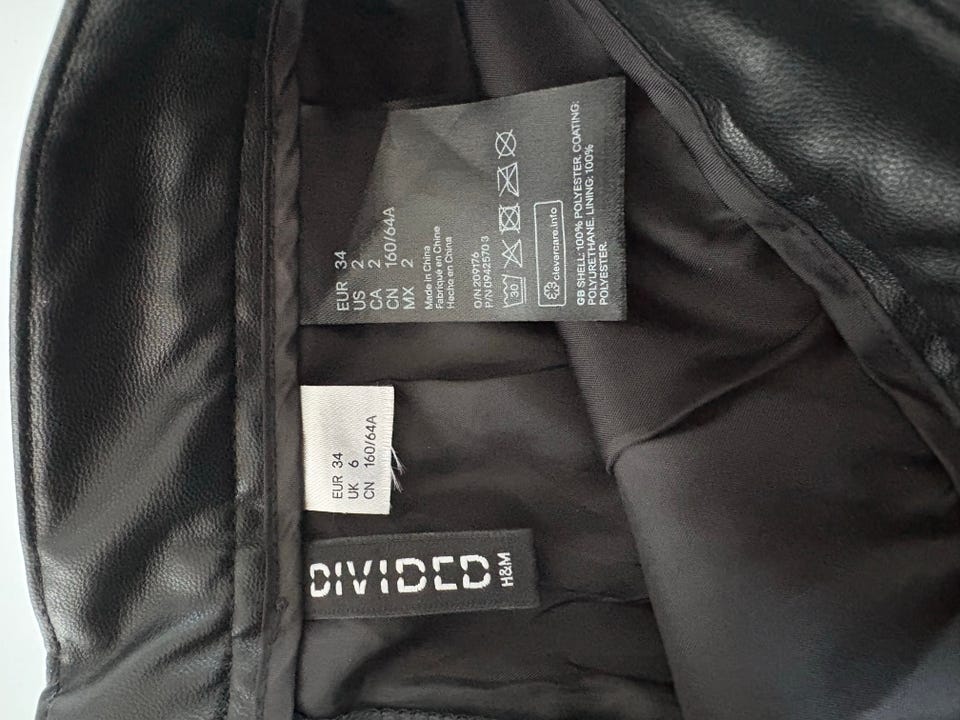 EUR 34
US 2
CA 2
CN 160/64A
MX 2
Made in China
Fabriqué en Chine
Hecho en China
O/N 209176
P/N 09425703
30
clevercare.info
GB SHELL: 100% POLYESTER. COATING:
POLYURETHANE. LINING: 100%
POLYESTER.
EUR 34
UK 6
CN 160/64A
DIVIDED
H&M